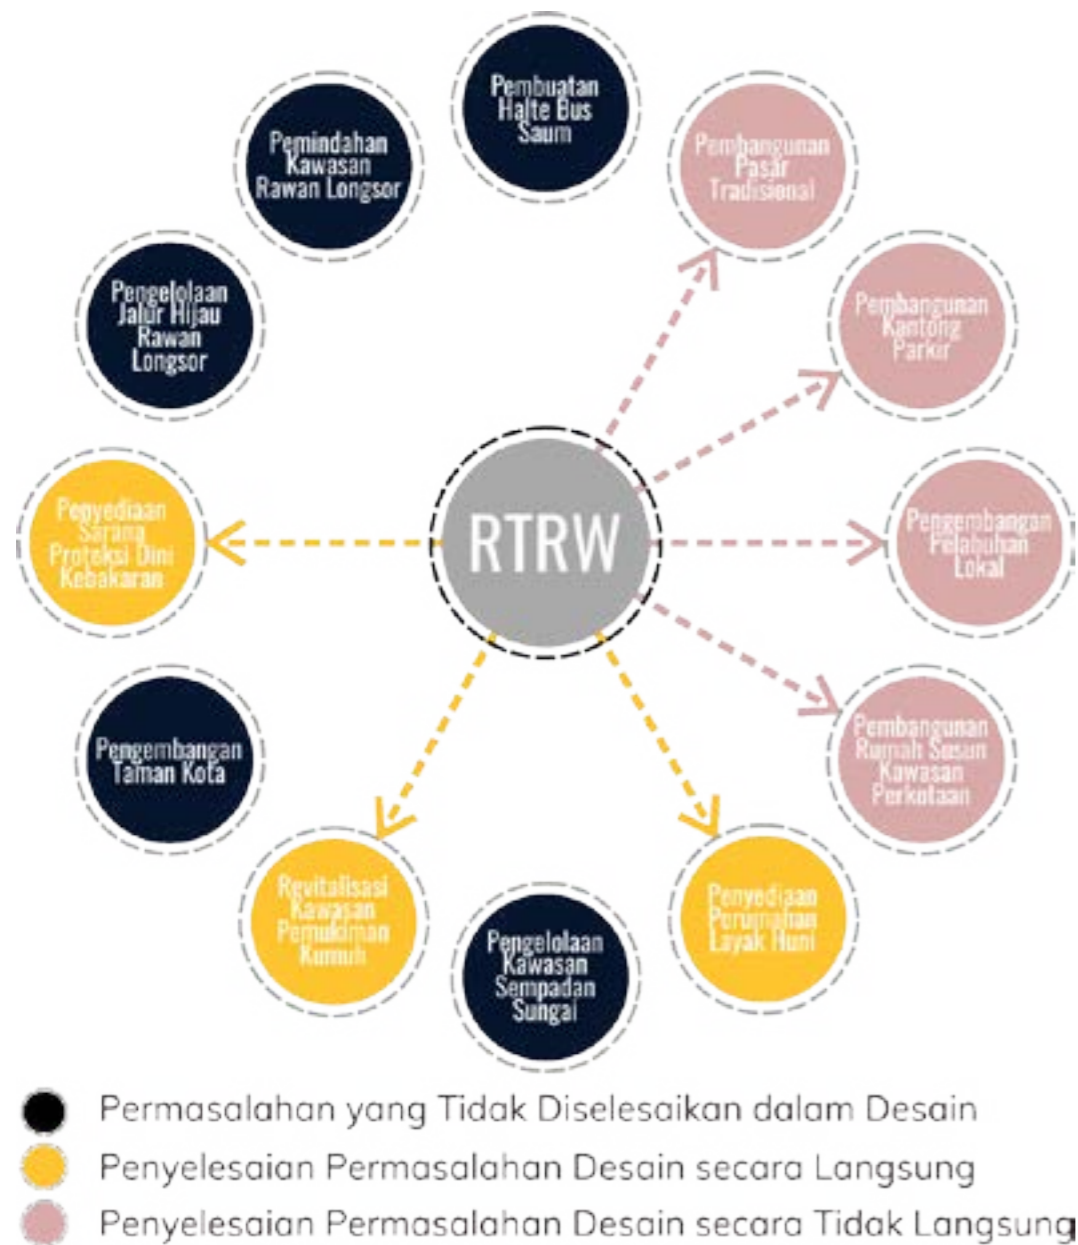 Pembuatan
Halte Bus
Saum
Pembangunan
Pasar
Tradisional
Pembangunan
Kantong
Parkir
Pengembangan
Pelabuhan
Lokal
Pembangunan
Rumah Susun
Kawasan
Perkotaan
Penyediaan
Perumahan
Layak Huni
Pengelolaan
Kawasan
Sempadan
Sungai
Revitalisasi
Kawasan
Pemukiman
Kumuh
Pengembangan
Taman Kota
Penyediaan
Sarana
Proteksi Dini
Kebakaran
Pengelolaan
Jalur Hijau
Rawan
Longsor
Pemindahan
Kawasan
Rawan Longsor
RTRW
Permasalahan yang Tidak Diselesaikan dalam Desain
Penyelesaian Permasalahan Desain secara Langsung
Penyelesaian Permasalahan Desain secara Tidak Langsung